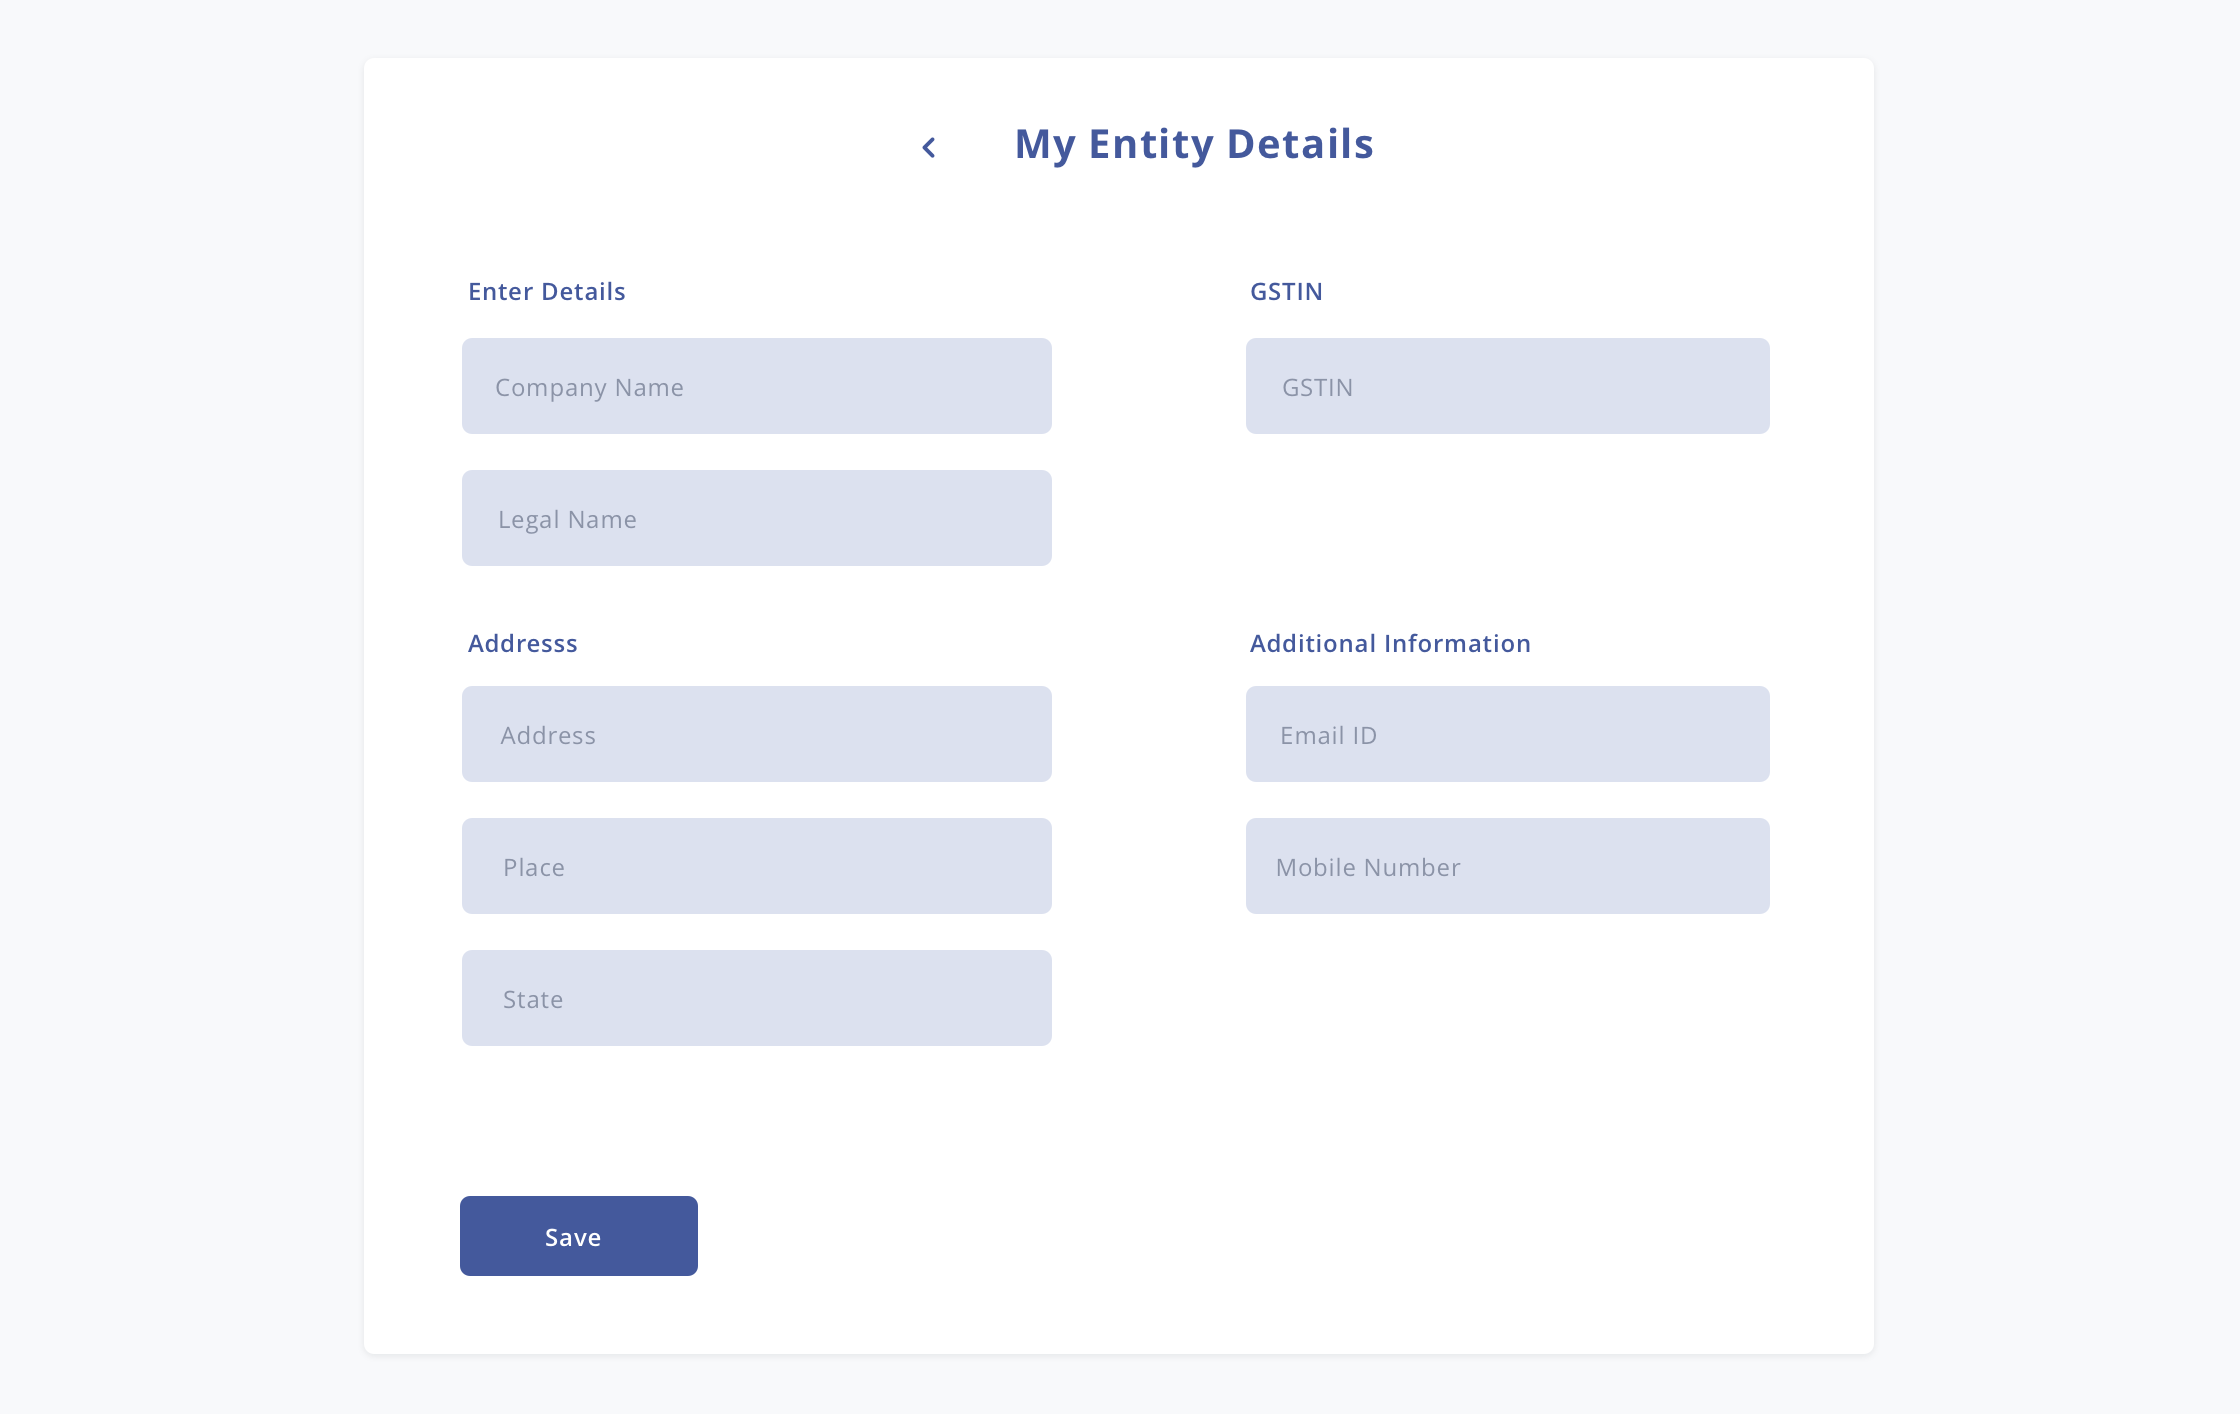 My Entity Details
Enter Details
GSTIN
Company Name
GSTIN
Legal Name
Addresss
Additional Information
Address
Email ID
Place
Mobile Number
State
Save